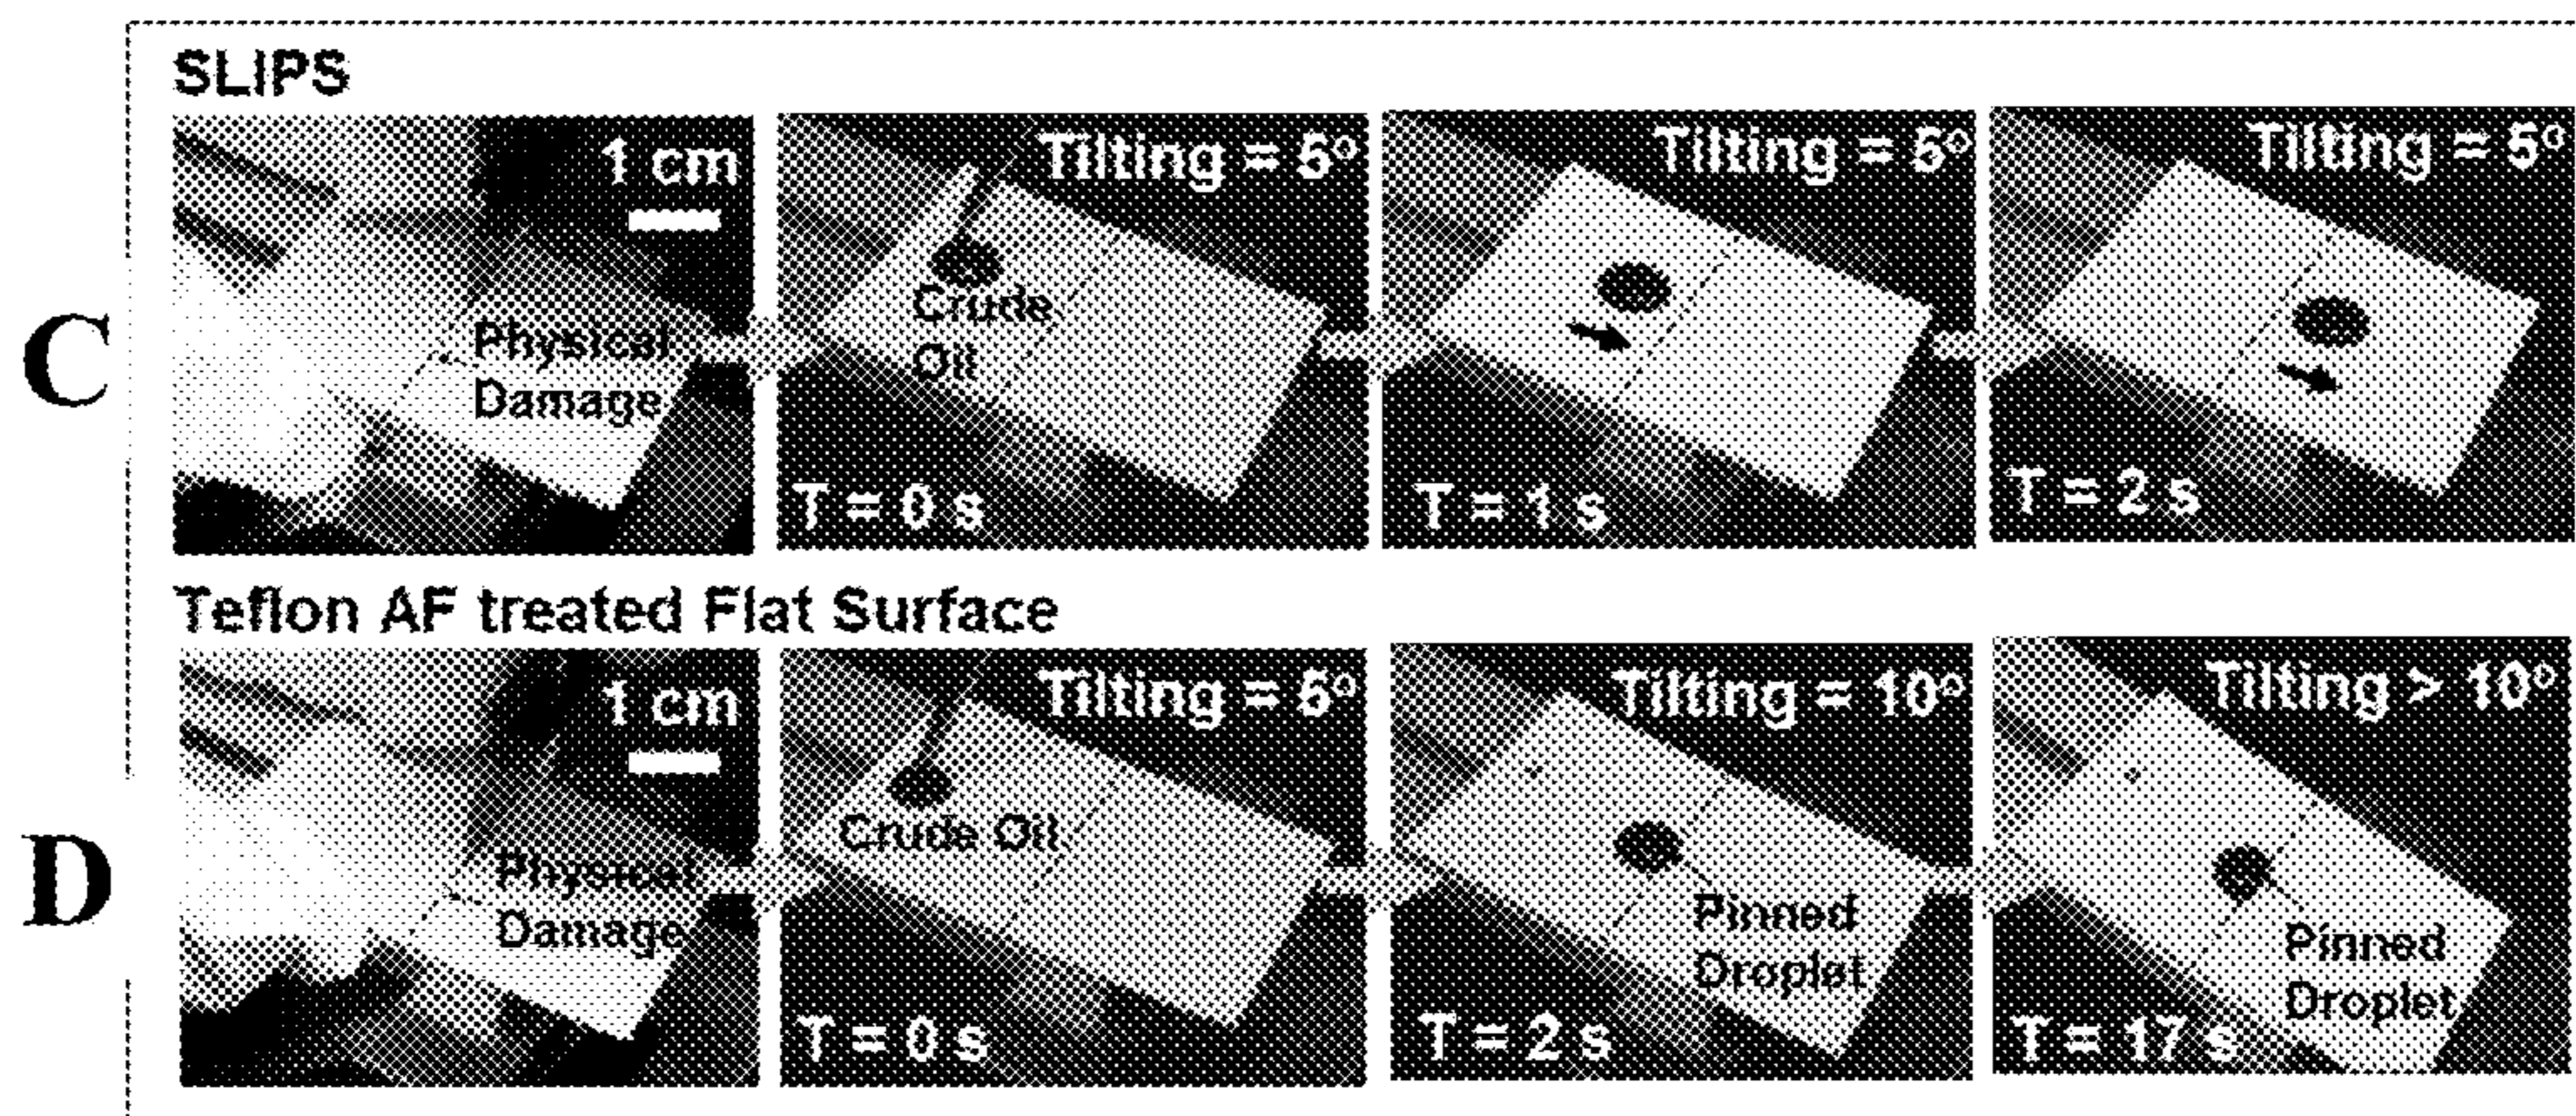 C
SLIPS
1 cm
Physical
Damage
Tilting = 5°
Crude
Oil
T = 0 s
Tilting = 5°
T = 1 s
Tilting = 5°
T = 2 s
D
Teflon AF treated Flat Surface
1 cm
Physical
Damage
Tilting = 5°
Crude Oil
T = 0 s
Tilting = 10°
Pinned
Droplet
T = 2 s
Tilting > 10°
Pinned
Droplet
T = 17 s